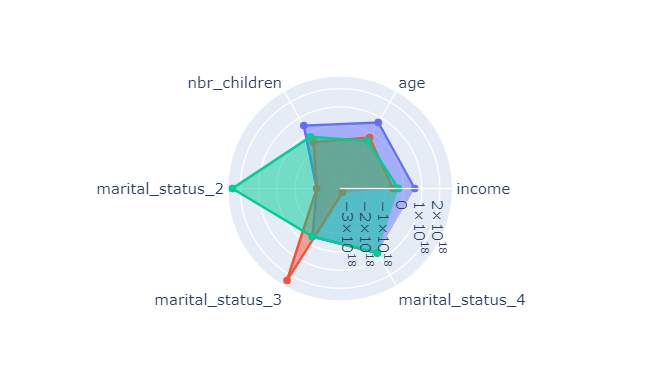 nbr_children
age
marital_status_2
income
−3×10¹⁸
−2×10¹⁸
−1×10¹⁸
0
1×10¹⁸
2×10¹⁸
marital_status_3
marital_status_4